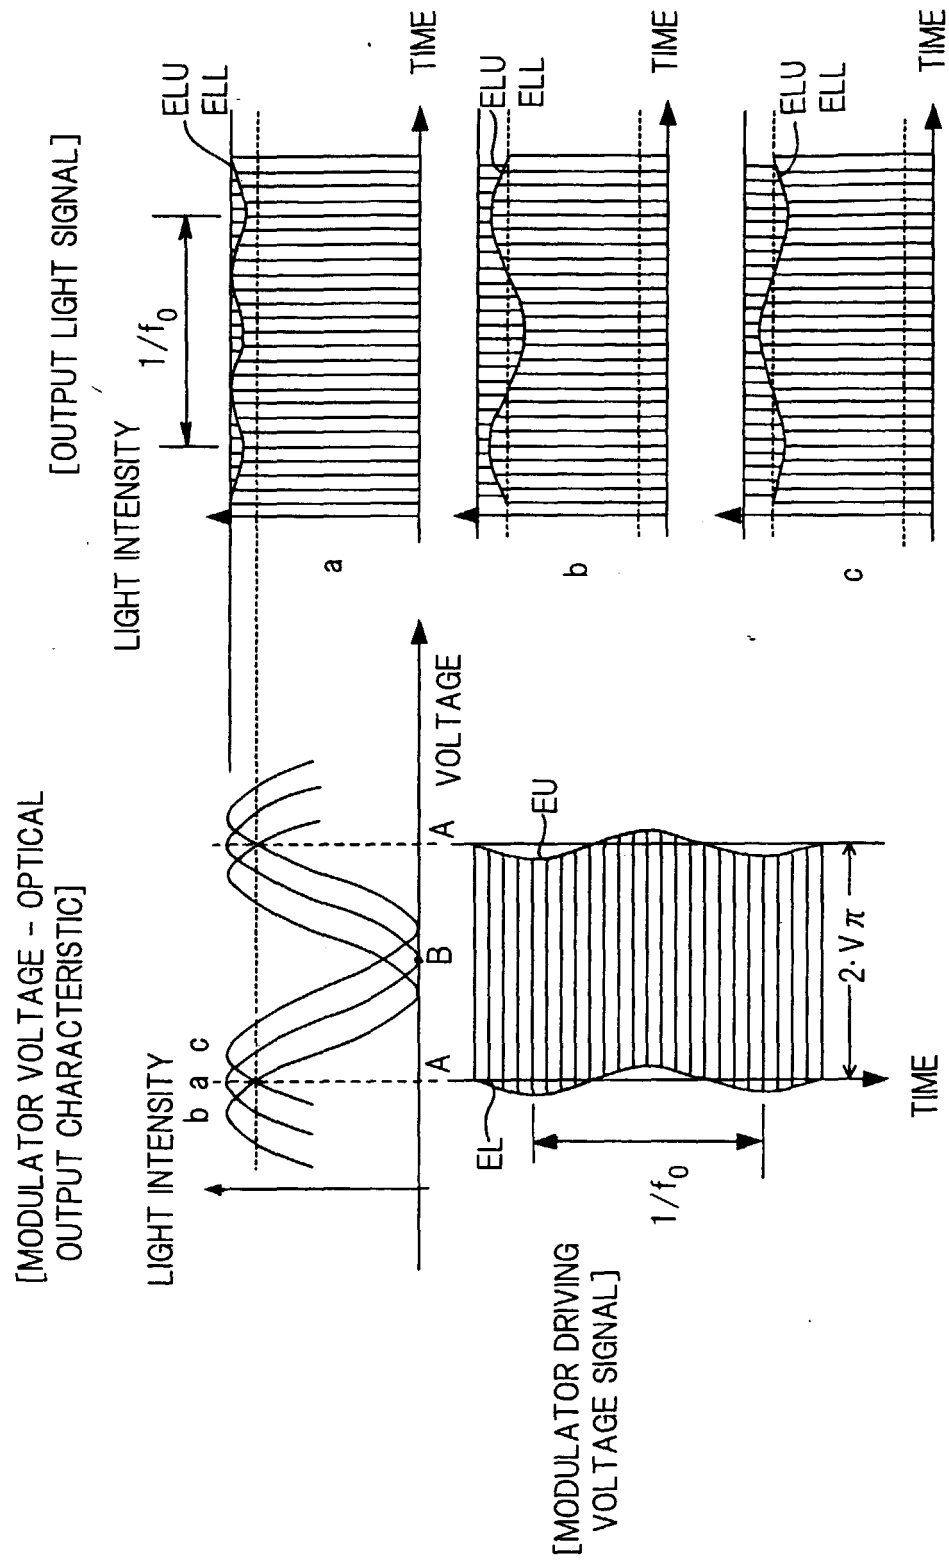 [MODULATOR VOLTAGE - OPTICAL
OUTPUT CHARACTERISTIC]
LIGHT INTENSITY
b
a
c
A
B
A
VOLTAGE
[MODULATOR DRIVING
VOLTAGE SIGNAL]
EL
EU
1/f0
2·Vπ
TIME
[OUTPUT LIGHT SIGNAL]
LIGHT INTENSITY
1/f0
ELU
ELL
a
TIME
ELU
ELL
b
TIME
ELU
ELL
c
TIME